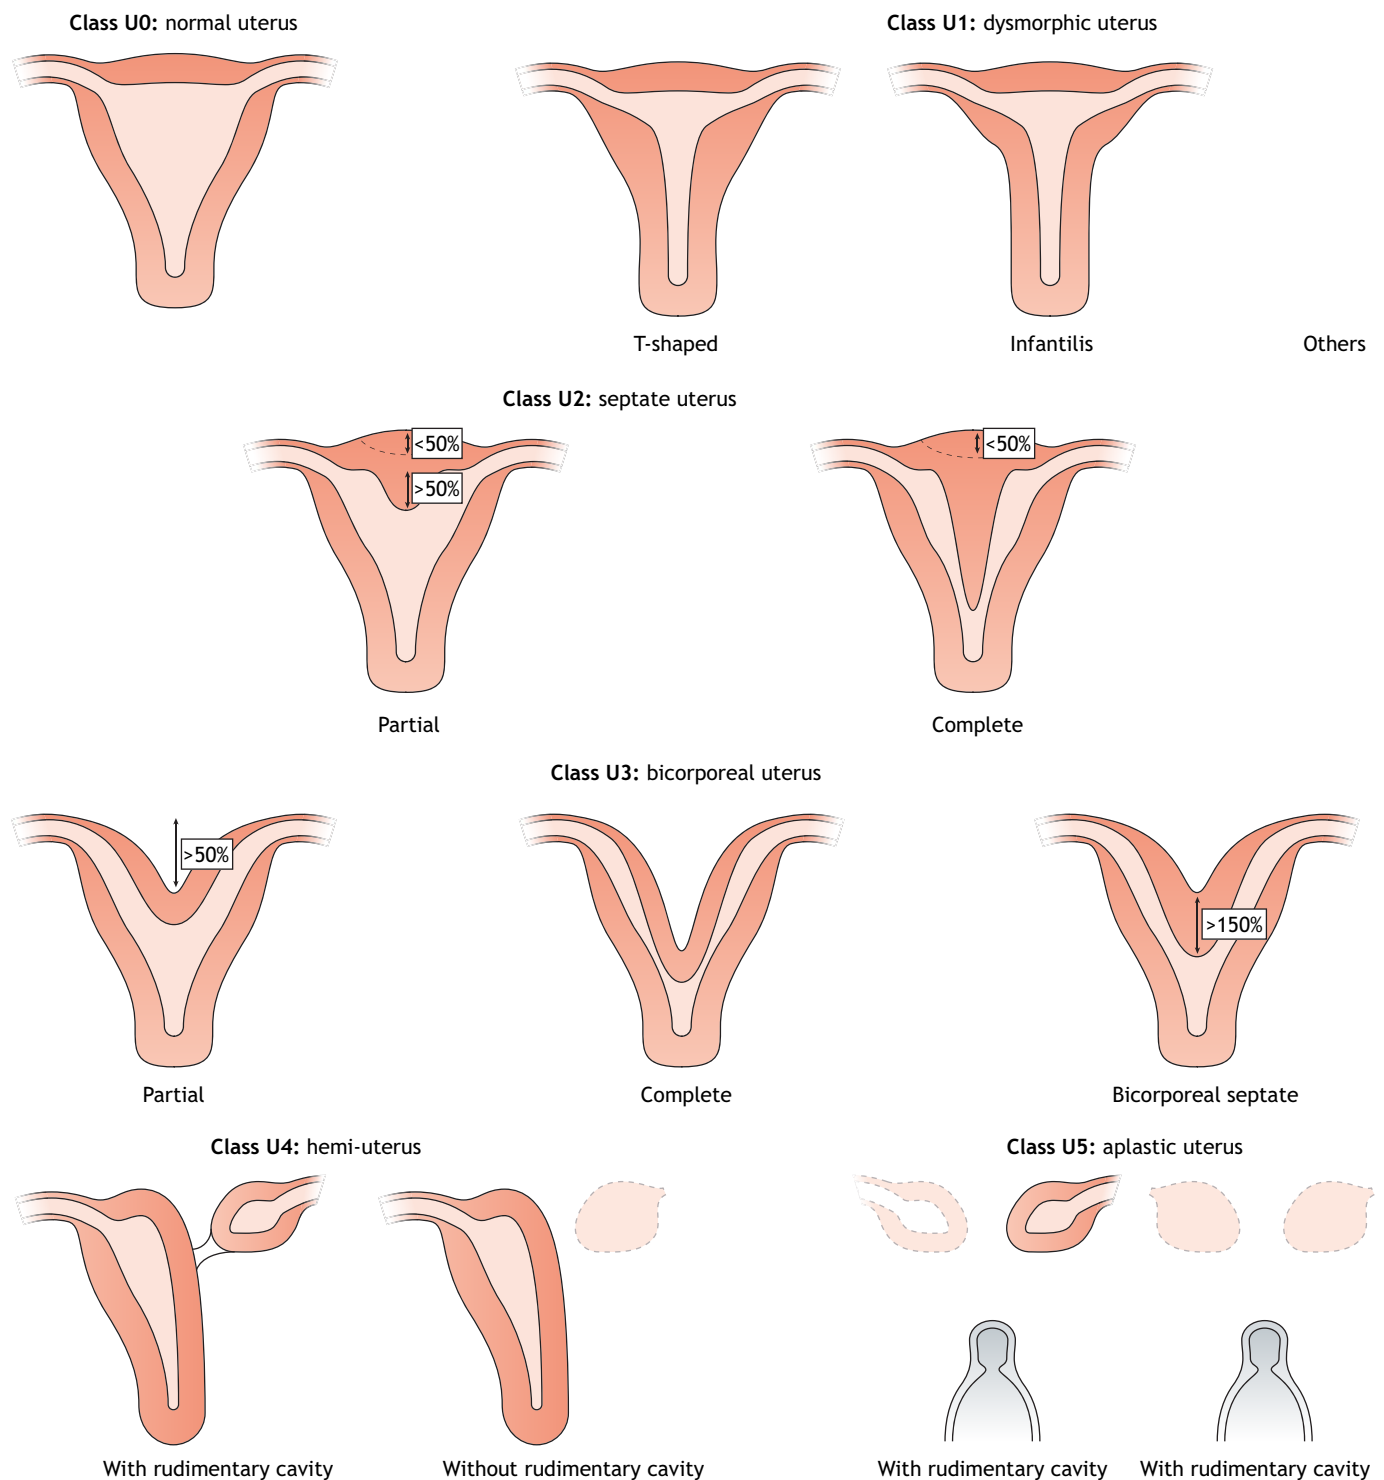 Class U0: normal uterus
Class U1: dysmorphic uterus
T-shaped
Infantilis
Others
Class U2: septate uterus
<50%
>50%
<50%
Partial
Complete
Class U3: bicorporeal uterus
>50%
>150%
Partial
Complete
Bicorporeal septate
Class U4: hemi-uterus
Class U5: aplastic uterus
With rudimentary cavity
Without rudimentary cavity
With rudimentary cavity
With rudimentary cavity